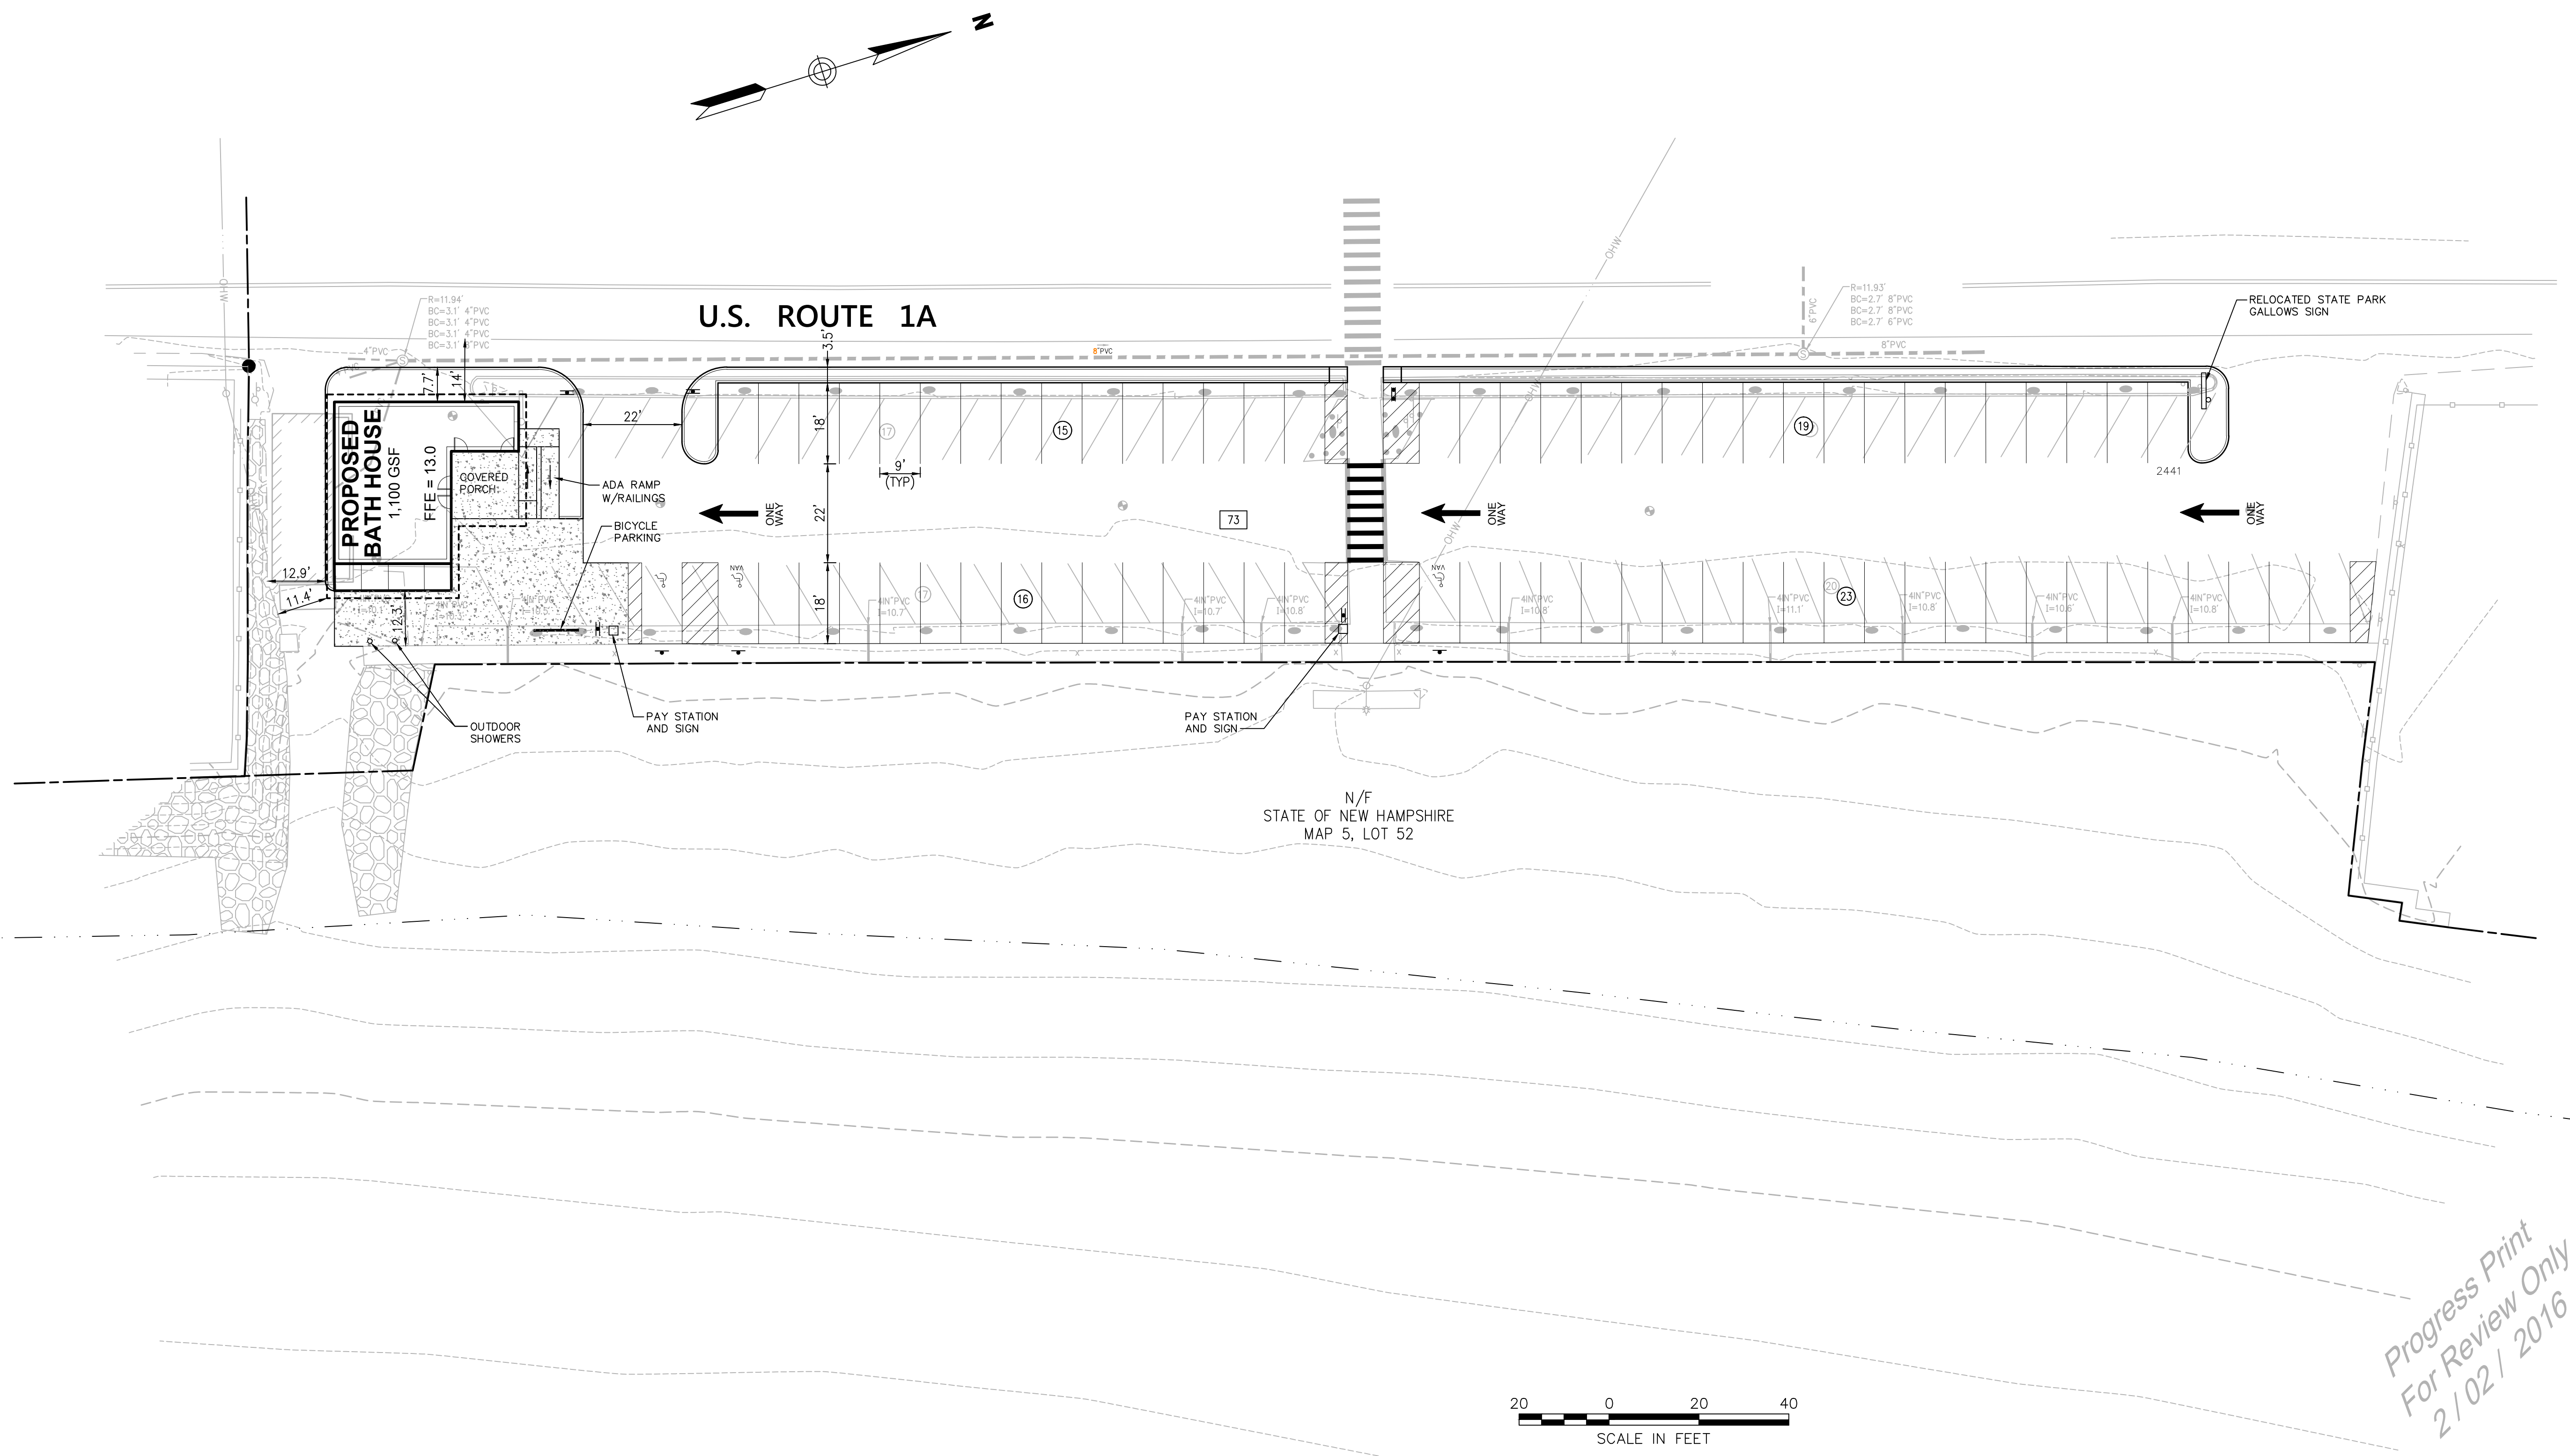 N
U.S. ROUTE 1A
R=11.94'
BC=3.1' 4"PVC
BC=3.1' 4"PVC
BC=3.1' 4"PVC
BC=3.1'
4"PVC
OHW
8"PVC
6"PVC
R=11.93'
BC=2.7' 8"PVC
BC=2.7' 8"PVC
BC=2.7' 6"PVC
8"PVC
OHW
OHW
OHW
RELOCATED STATE PARK
GALLOWS SIGN
3.5'
7.7'
14'
22'
18'
22'
18'
9'
(TYP)
17
15
19
2441
PROPOSED
BATH HOUSE
1,100 GSF
FFE = 13.0
COVERED
PORCH
ADA RAMP
W/RAILINGS
BICYCLE
PARKING
ONE
WAY
73
ONE
WAY
ONE
WAY
12.9'
11.4'
12.3'
VAN
VAN
17
16
20
23
4IN"PVC
I=10.7'
4IN"PVC
I=10.7'
4IN"PVC
I=10.8'
4IN"PVC
I=10.8'
4IN"PVC
I=11.1'
4IN"PVC
I=10.8'
4IN"PVC
I=10.6'
4IN"PVC
I=10.8'
OUTDOOR
SHOWERS
PAY STATION
AND SIGN
PAY STATION
AND SIGN
N/F
STATE OF NEW HAMPSHIRE
MAP 5, LOT 52
20 0 20 40
SCALE IN FEET
Progress Print
For Review Only
2 / 02 / 2016